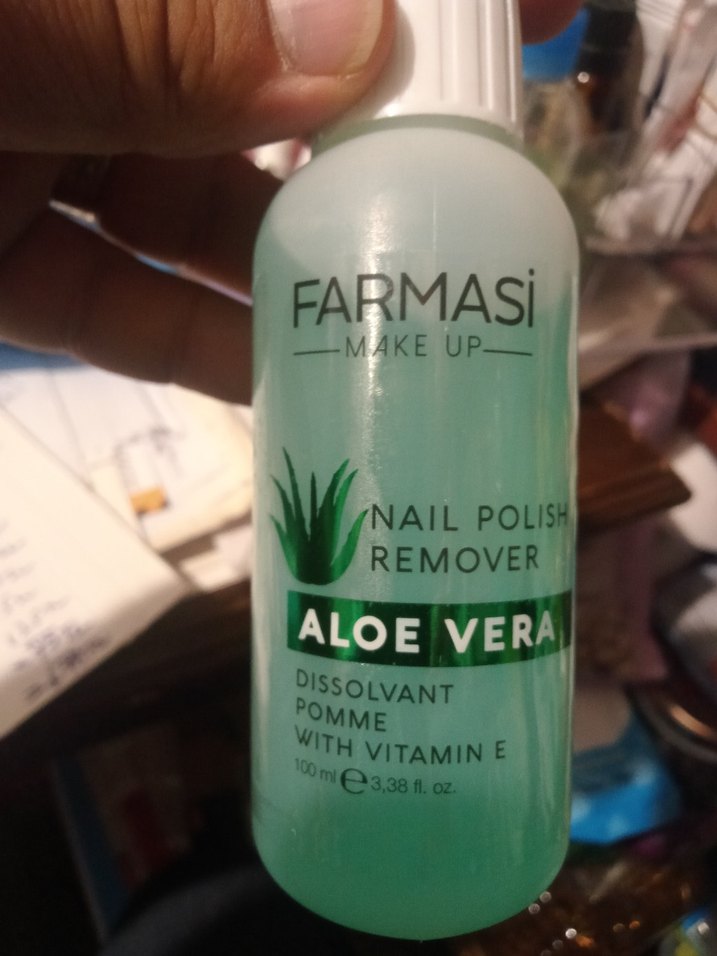 FARMASi
MAKE UP
NAIL POLISH
REMOVER
ALOE VERA
DISSOLVANT
POMME
WITH VITAMIN E
100 ml e 3,38 fl. oz.